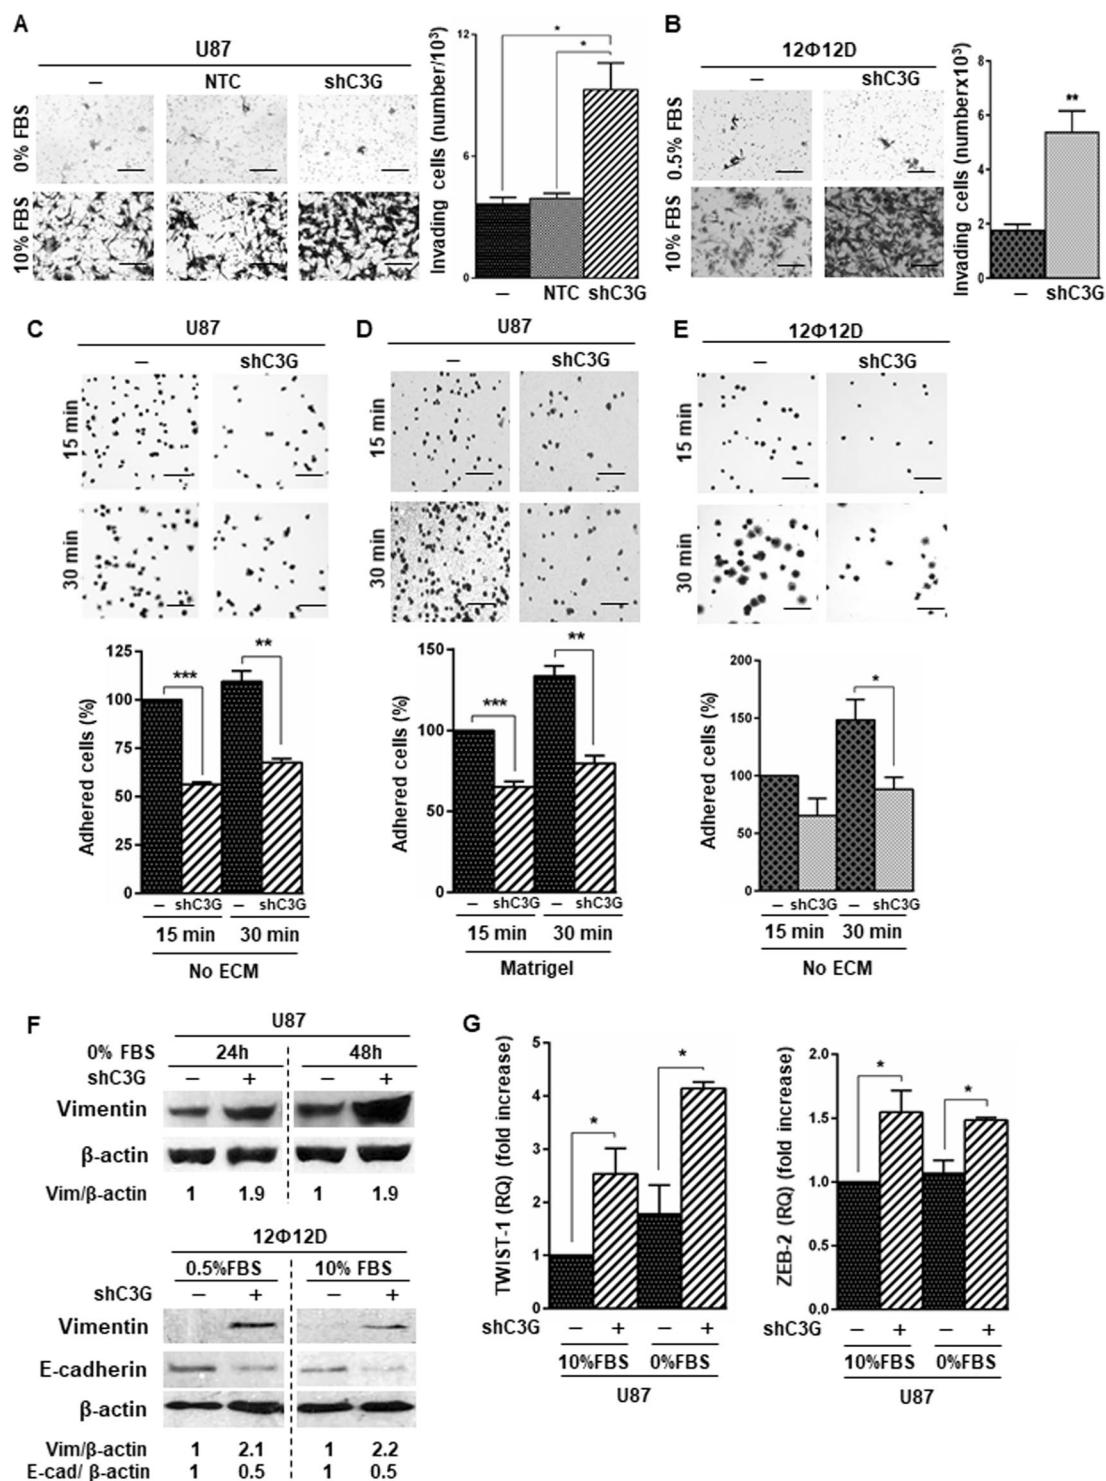 A
U87
– NTC shC3G
0% FBS
10% FBS
Invading cells (number/10³)
12
6
0
* *
– NTC shC3G
B
12Φ12D
– shC3G
0.5% FBS
10% FBS
Invading cells (numberx10³)
8
6
4
2
0
**
– shC3G
C
U87
– shC3G
15 min
30 min
Adhered cells (%)
125
100
75
50
25
0
*** **
– shC3G – shC3G
15 min 30 min
No ECM
D
U87
– shC3G
15 min
30 min
Adhered cells (%)
150
100
50
0
*** **
– shC3G – shC3G
15 min 30 min
Matrigel
E
12Φ12D
– shC3G
15 min
30 min
Adhered cells (%)
200
150
100
50
0
*
– shC3G – shC3G
15 min 30 min
No ECM
F
U87
0% FBS 24h 48h
shC3G – + – +
Vimentin
β-actin
Vim/β-actin 1 1.9 1 1.9
12Φ12D
0.5%FBS 10% FBS
shC3G – + – +
Vimentin
E-cadherin
β-actin
Vim/β-actin 1 2.1 1 2.2
E-cad/ β-actin 1 0.5 1 0.5
G
TWIST-1 (RQ) (fold increase)
5
4
3
2
1
0
* *
shC3G – + – +
10%FBS 0%FBS
U87
ZEB-2 (RQ) (fold increase)
2.0
1.5
1.0
0.5
0.0
* *
shC3G – + – +
10%FBS 0%FBS
U87